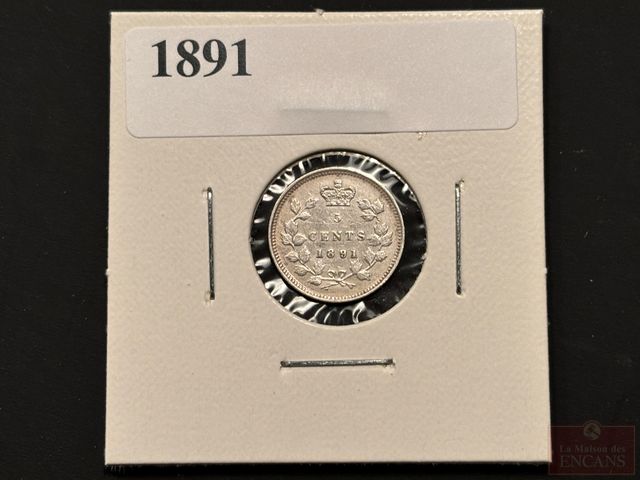 1891
5
CENTS
1891
La Maison des
ENCANS